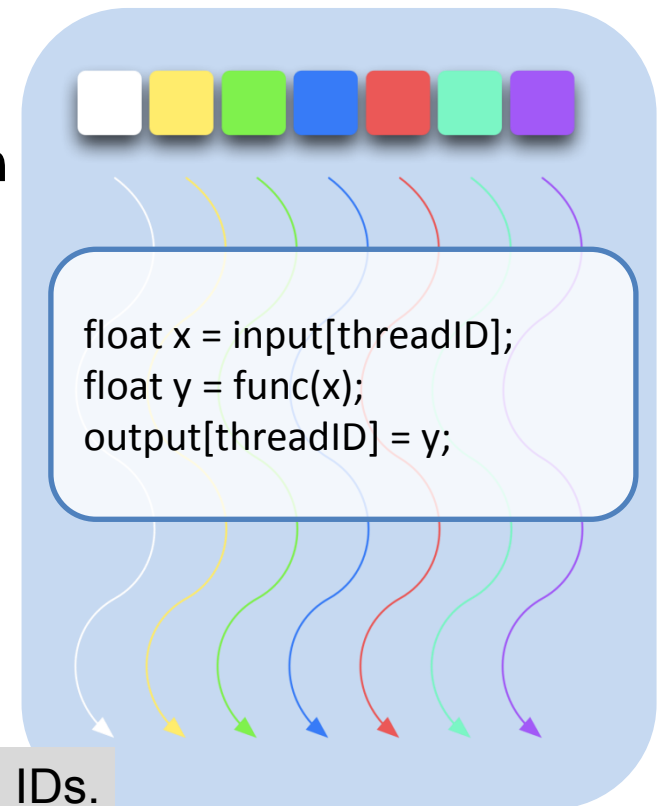 float x = input[threadID];
float y = func(x);
output[threadID] = y;
IDs.